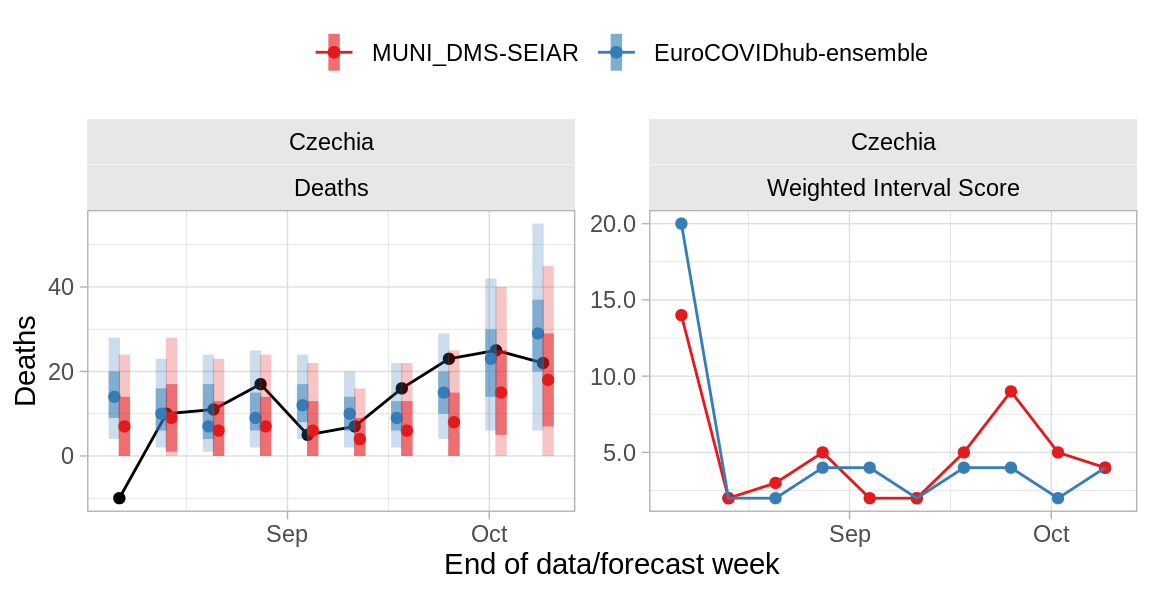 MUNI_DMS-SEIAR EuroCOVIDhub-ensemble
Czechia
Deaths
Deaths
40
20
0
Sep Oct
Czechia
Weighted Interval Score
20.0
15.0
10.0
5.0
Sep Oct
End of data/forecast week